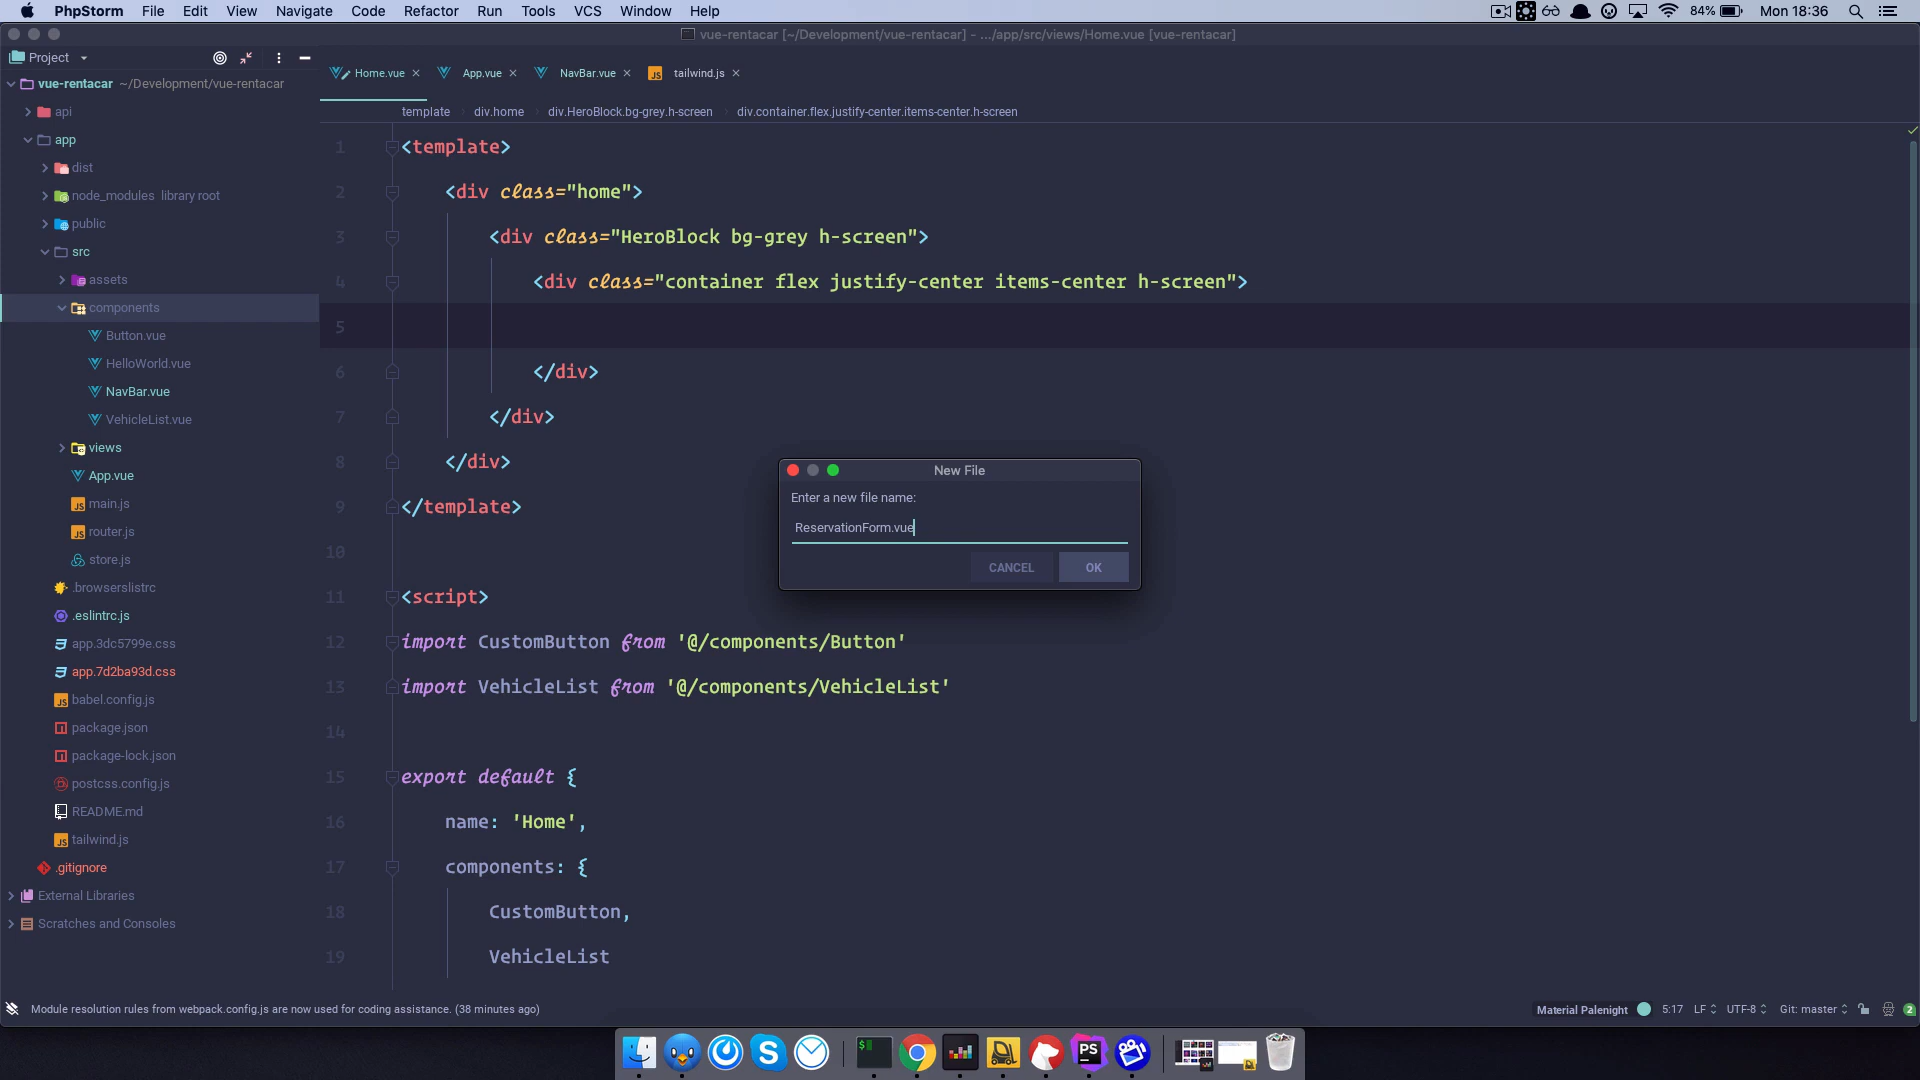 PhpStorm File Edit View Navigate Code Refactor Run Tools VCS Window Help 84% Mon 18:36
vue-rentacar [~/Development/vue-rentacar] - .../app/src/views/Home.vue [vue-rentacar]
Project
Home.vue App.vue NavBar.vue tailwind.js
template div.home div.HeroBlock.bg-grey.h-screen div.container.flex.justify-center.items-center.h-screen
vue-rentacar ~/Development/vue-rentacar
api
app
dist
node_modules library root
public
src
assets
components
Button.vue
HelloWorld.vue
NavBar.vue
VehicleList.vue
views
App.vue
main.js
router.js
store.js
.browserslistrc
.eslintrc.js
app.3dc5799e.css
app.7d2ba93d.css
babel.config.js
package.json
package-lock.json
postcss.config.js
README.md
tailwind.js
.gitignore
External Libraries
Scratches and Consoles
1 <template>
2 <div class="home">
3 <div class="HeroBlock bg-grey h-screen">
4 <div class="container flex justify-center items-center h-screen">
5
6 </div>
7 </div>
8 </div>
9 </template>
10
11 <script>
12 import CustomButton from '@/components/Button'
13 import VehicleList from '@/components/VehicleList'
14
15 export default {
16 name: 'Home',
17 components: {
18 CustomButton,
19 VehicleList
New File
Enter a new file name:
ReservationForm.vue
CANCEL OK
Module resolution rules from webpack.config.js are now used for coding assistance. (38 minutes ago)
Material Palenight 5:17 LF UTF-8 Git: master 2
$ PS